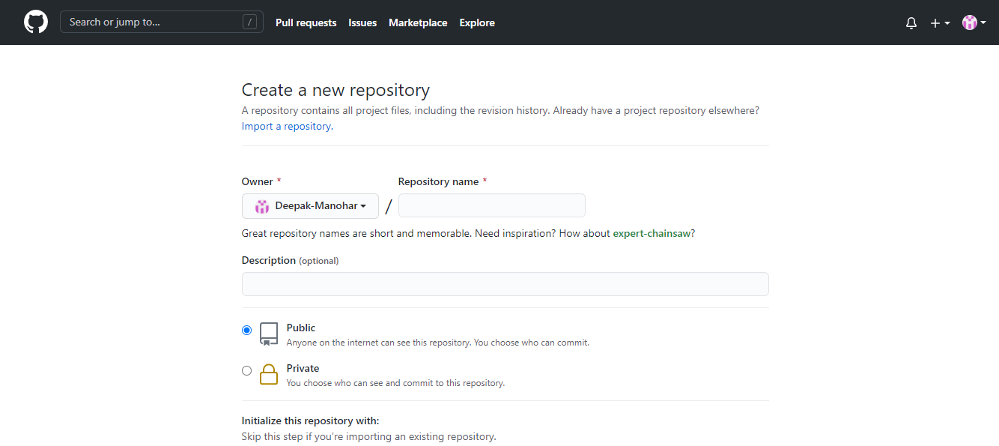 Search or jump to... / Pull requests Issues Marketplace Explore
Create a new repository
A repository contains all project files, including the revision history. Already have a project repository elsewhere?
Import a repository.
Owner * Repository name *
Deepak-Manohar /
Great repository names are short and memorable. Need inspiration? How about expert-chainsaw?
Description (optional)
Public
Anyone on the internet can see this repository. You choose who can commit.
Private
You choose who can see and commit to this repository.
Initialize this repository with:
Skip this step if you're importing an existing repository.